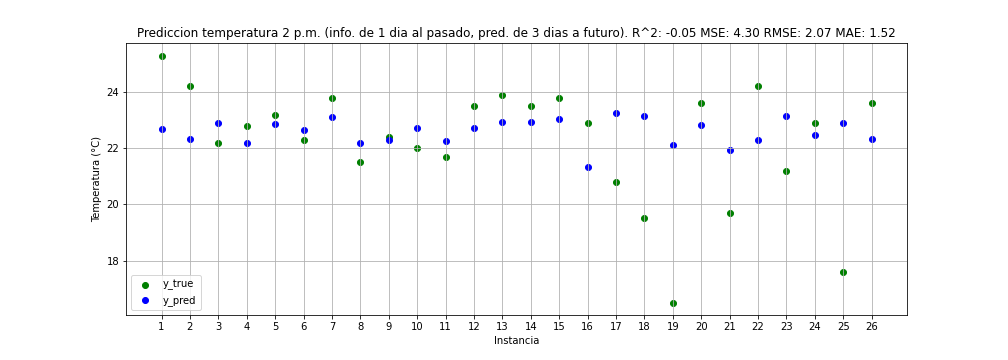 Prediccion temperatura 2 p.m. (info. de 1 dia al pasado, pred. de 3 dias a futuro). R^2: -0.05 MSE: 4.30 RMSE: 2.07 MAE: 1.52
Temperatura (°C)
24
22
20
18
y_true
y_pred
1 2 3 4 5 6 7 8 9 10 11 12 13 14 15 16 17 18 19 20 21 22 23 24 25 26
Instancia